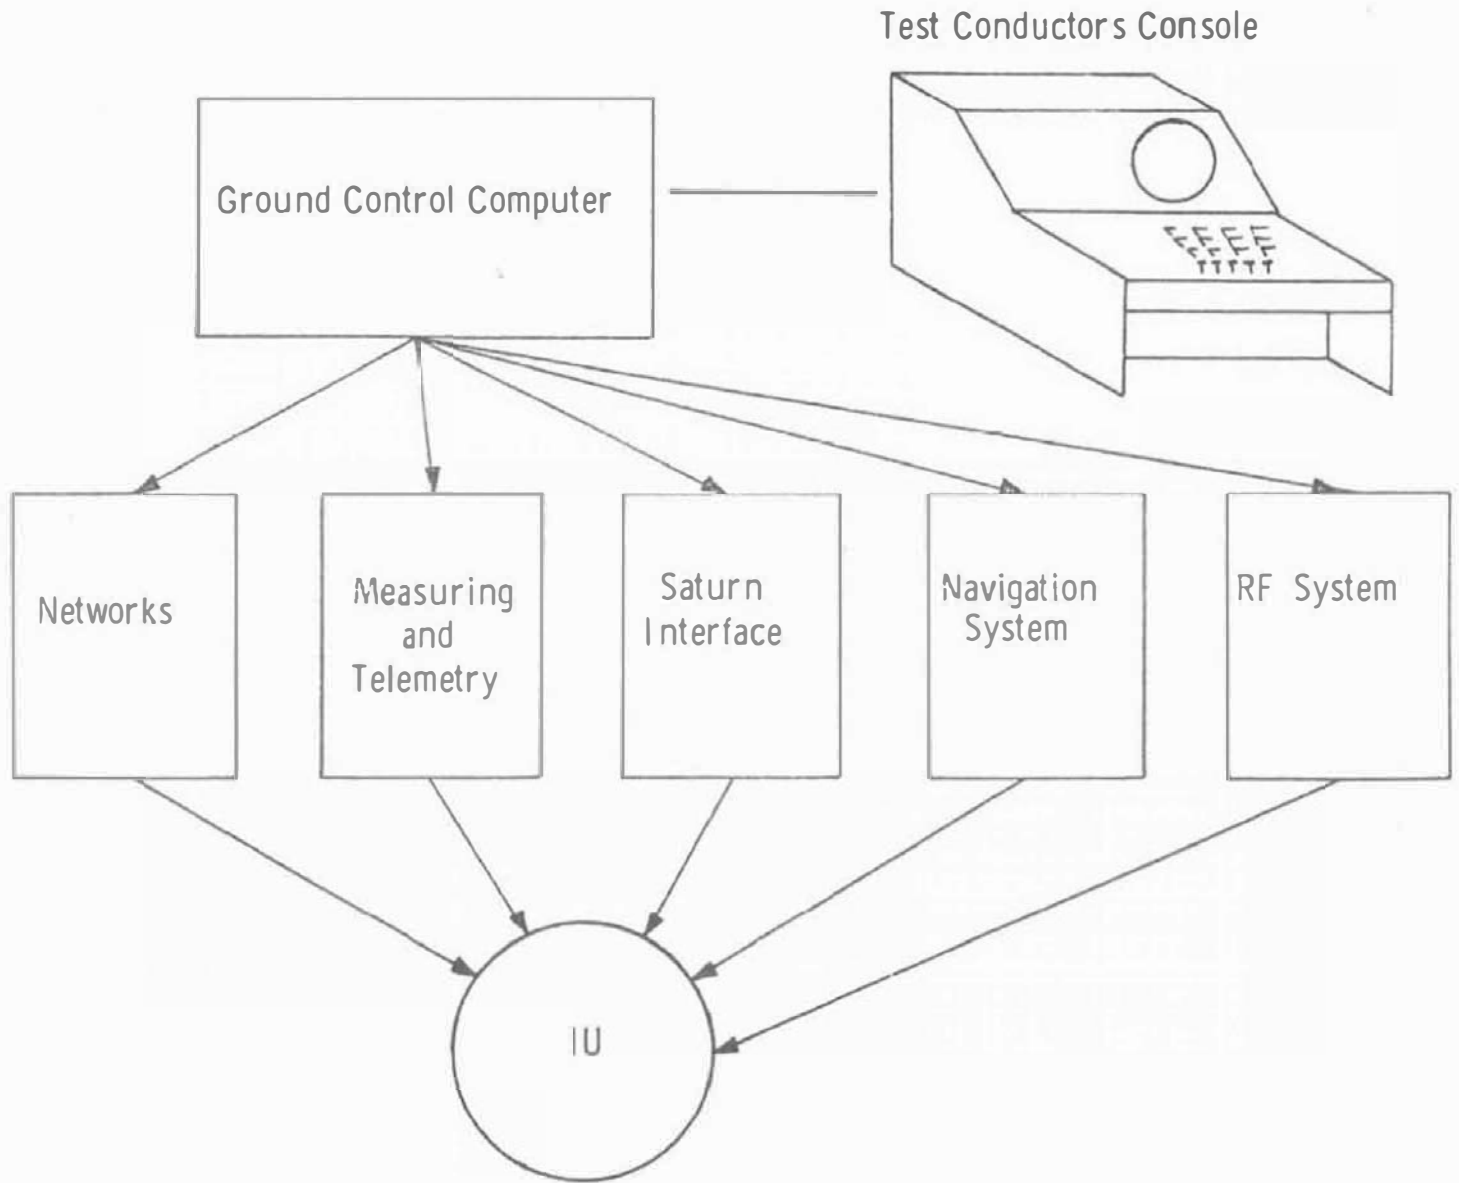 Test Conductors Console
Ground Control Computer
Networks
Measuring
and
Telemetry
Saturn
Interface
Navigation
System
RF System
IU